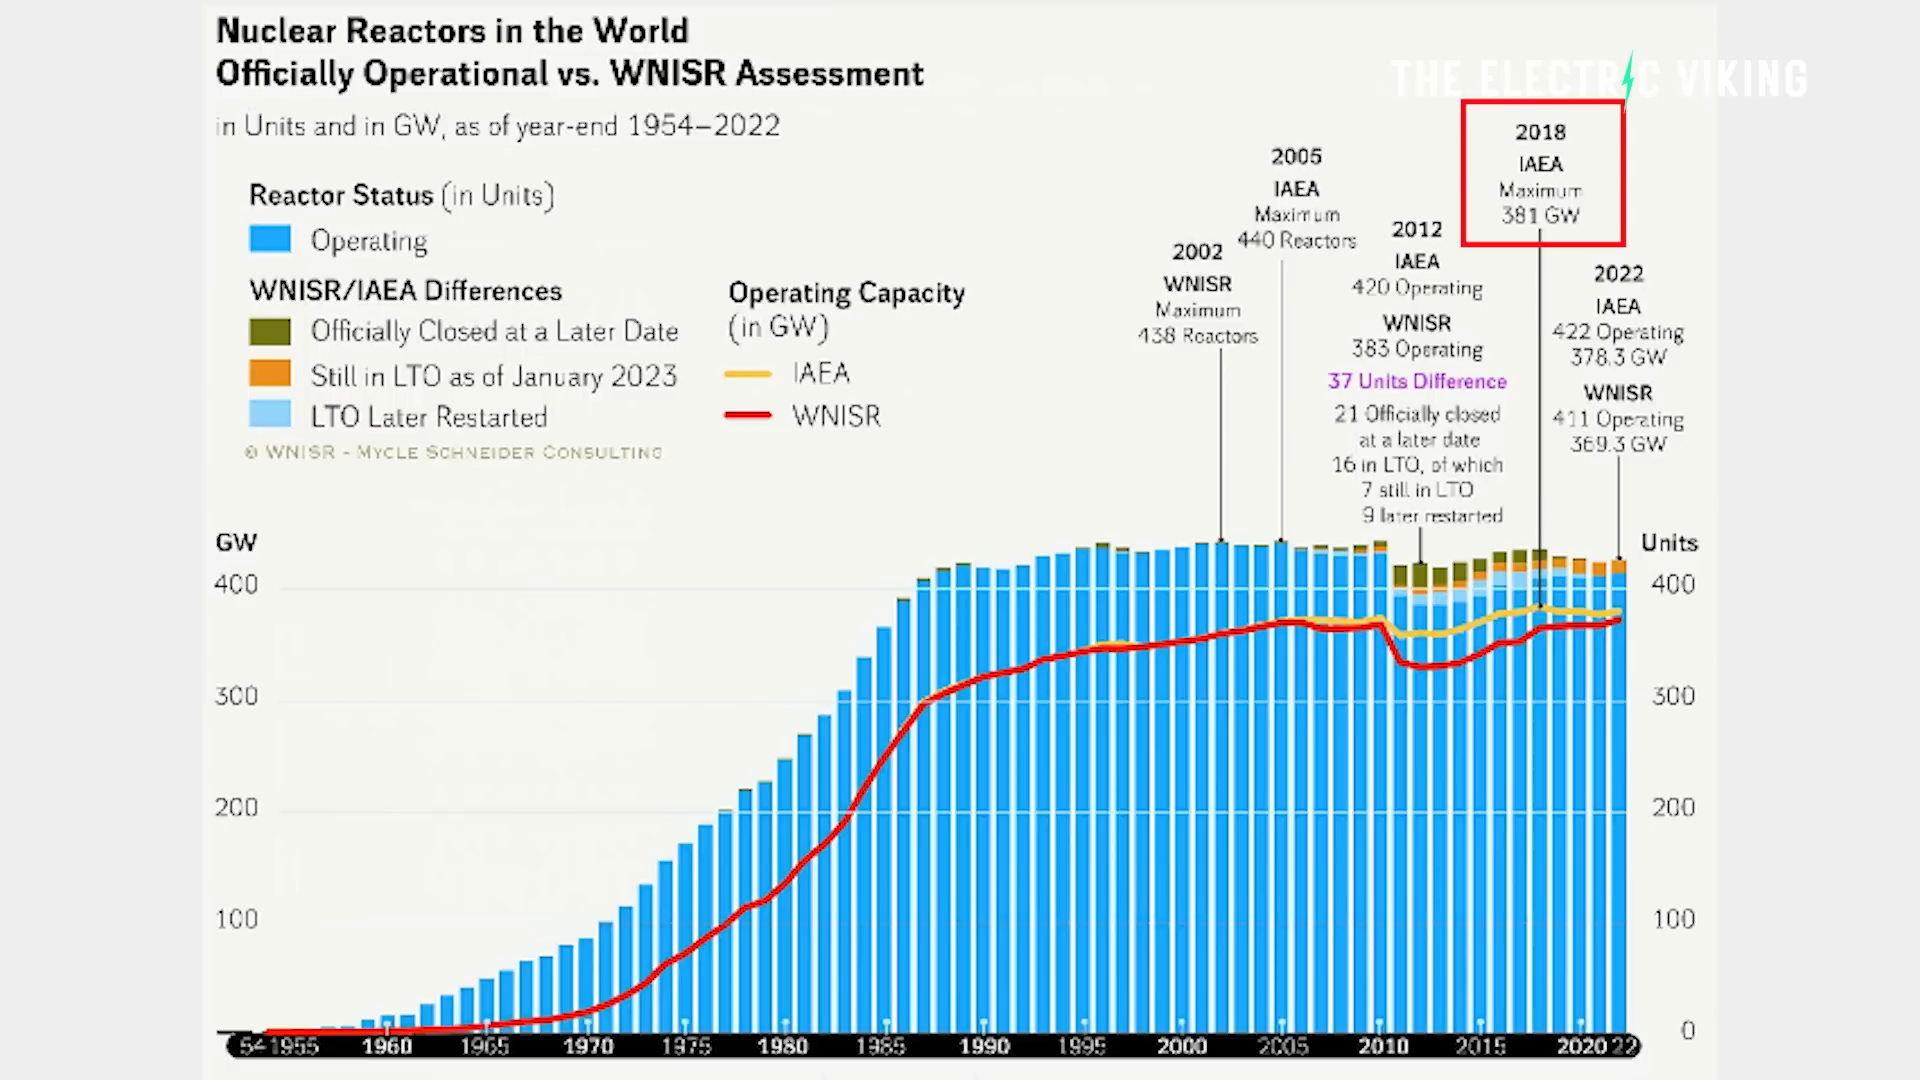 Nuclear Reactors in the World
Officially Operational vs. WNISR Assessment
in Units and in GW, as of year-end 1954–2022
THE ELECTRIC VIKING
Reactor Status (in Units)
Operating
WNISR/IAEA Differences
Officially Closed at a Later Date
Still in LTO as of January 2023
LTO Later Restarted
© WNISR - MYCLE SCHNEIDER CONSULTING
Operating Capacity
(in GW)
IAEA
WNISR
2002
WNISR
Maximum
438 Reactors
2005
IAEA
Maximum
440 Reactors
2012
IAEA
420 Operating
WNISR
383 Operating
37 Units Difference
21 Officially closed
at a later date
16 in LTO, of which
7 still in LTO
9 later restarted
2018
IAEA
Maximum
381 GW
2022
IAEA
422 Operating
378.3 GW
WNISR
411 Operating
369.3 GW
GW
400
300
200
100
Units
400
300
200
100
0
54 1955 1960 1965 1970 1975 1980 1985 1990 1995 2000 2005 2010 2015 2020 22